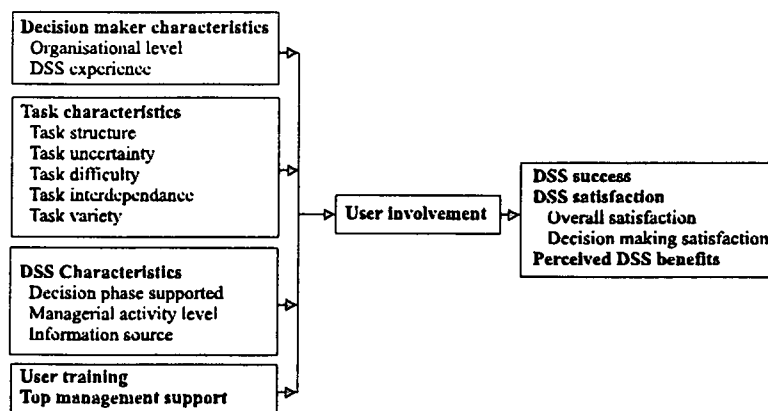 Decision maker characteristics
Organisational level
DSS experience
Task characteristics
Task structure
Task uncertainty
Task difficulty
Task interdependance
Task variety
DSS Characteristics
Decision phase supported
Managerial activity level
Information source
User training
Top management support
User involvement
DSS success
DSS satisfaction
Overall satisfaction
Decision making satisfaction
Perceived DSS benefits